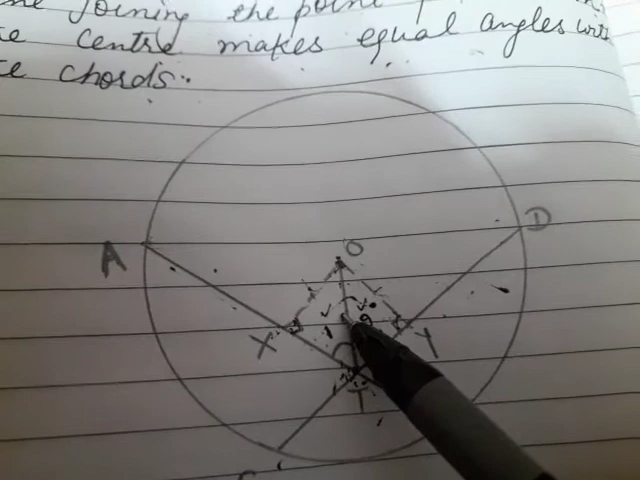 Joining the point
centre makes equal angles with
chords.
O
D
A
X
Y
T